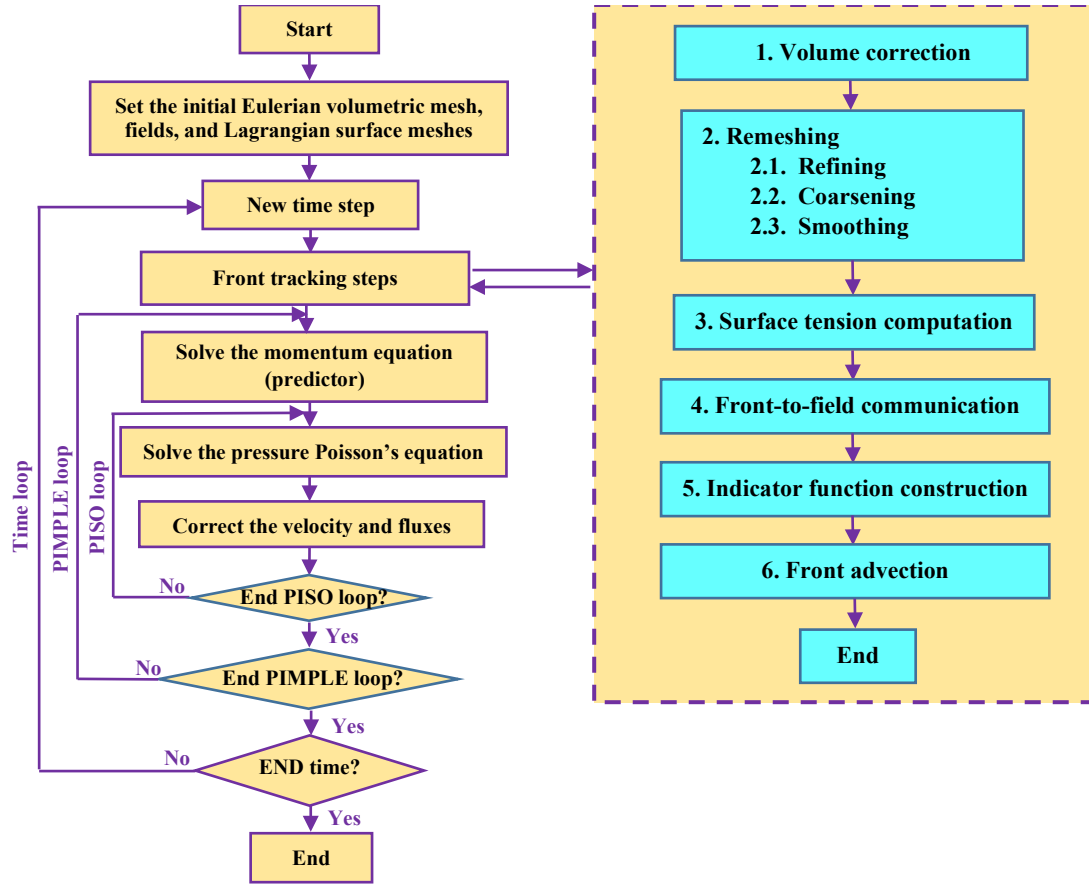 Start
Set the initial Eulerian volumetric mesh,
fields, and Lagrangian surface meshes
New time step
Front tracking steps
Solve the momentum equation
(predictor)
Solve the pressure Poisson's equation
Correct the velocity and fluxes
End PISO loop?
No
Yes
End PIMPLE loop?
No
Yes
END time?
No
Yes
End
Time loop
PIMPLE loop
PISO loop
1. Volume correction
2. Remeshing
2.1. Refining
2.2. Coarsening
2.3. Smoothing
3. Surface tension computation
4. Front-to-field communication
5. Indicator function construction
6. Front advection
End